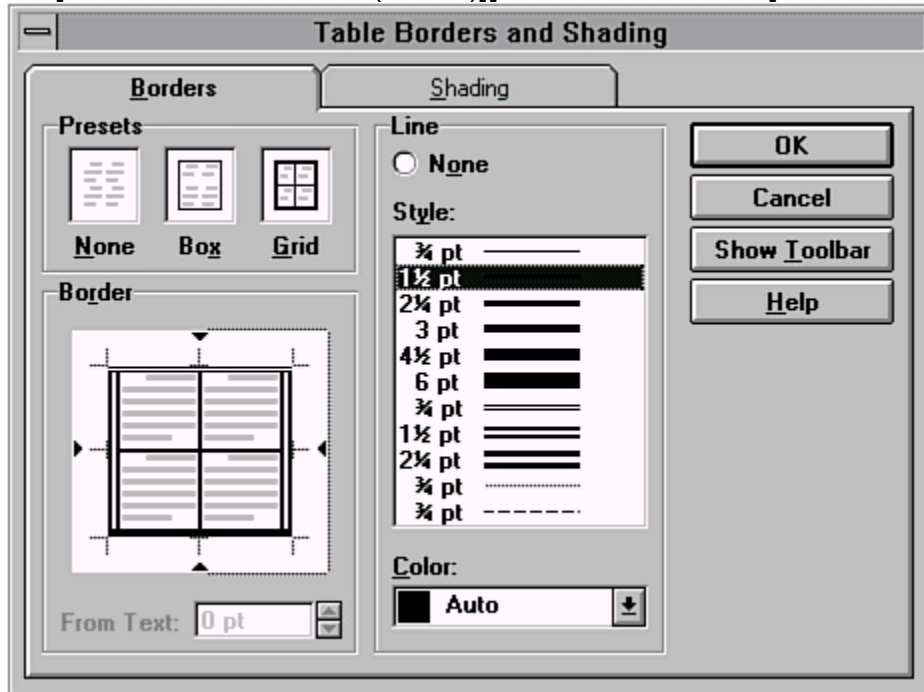 Table Borders and Shading
Borders
Shading
Presets
None
Box
Grid
Border
From Text: 0 pt
Line
None
Style:
¾ pt
1½ pt
2¼ pt
3 pt
4½ pt
6 pt
¾ pt
1½ pt
2¼ pt
¾ pt
¾ pt
Color:
Auto
OK
Cancel
Show Toolbar
Help